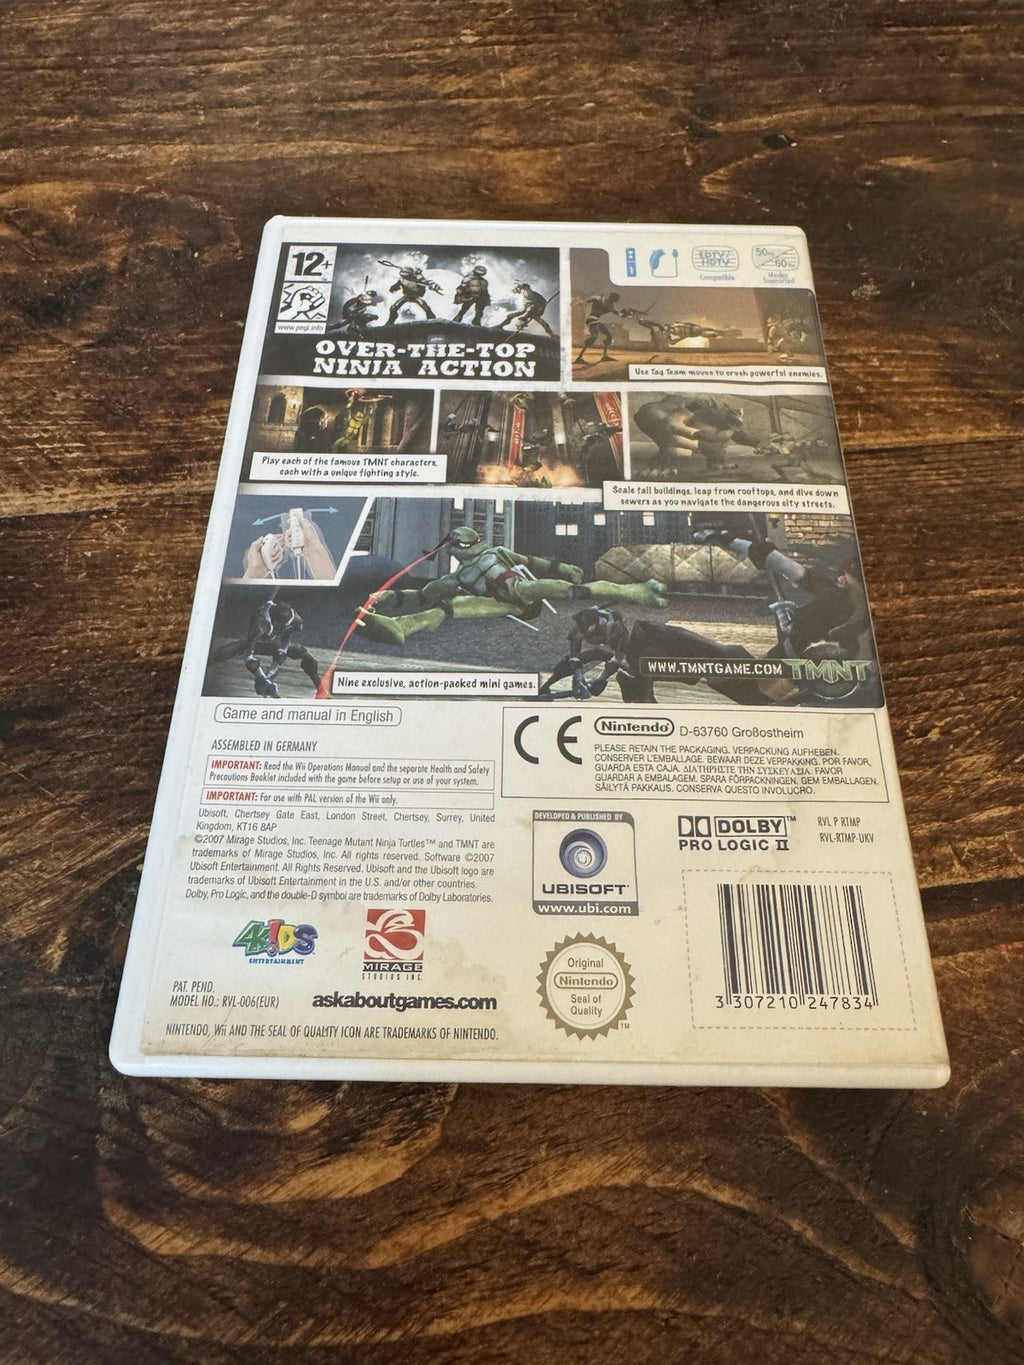 12+
www.pegi.info
OVER-THE-TOP
NINJA ACTION
EDTV/
HDTV
Compatible
50Hz
60Hz
Modes
Supported
Use Tag Team moves to crush powerful enemies.
Play each of the famous TMNT characters,
each with a unique fighting style.
Scale tall buildings, leap from rooftops, and dive down
sewers as you navigate the dangerous city streets.
Nine exclusive, action-packed mini games.
WWW.TMNTGAME.COM TMNT
Game and manual in English
ASSEMBLED IN GERMANY
IMPORTANT: Read the Wii Operations Manual and the separate Health and Safety
Precautions Booklet included with the game before setup or use of your system.
IMPORTANT: For use with PAL version of the Wii only.
Ubisoft, Chertsey Gate East, London Street, Chertsey, Surrey, United
Kingdom, KT16 8AP
©2007 Mirage Studios, Inc. Teenage Mutant Ninja Turtles™ and TMNT are
trademarks of Mirage Studios, Inc. All rights reserved. Software ©2007
Ubisoft Entertainment. All Rights Reserved. Ubisoft and the Ubisoft logo are
trademarks of Ubisoft Entertainment in the U.S. and/or other countries.
Dolby, Pro Logic, and the double-D symbol are trademarks of Dolby Laboratories.
4KiDS
ENTERTAINMENT
MIRAGE
STUDIOS INC.
PAT. PEND.
MODEL NO.: RVL-006(EUR)
askaboutgames.com
NINTENDO, Wii AND THE SEAL OF QUALITY ICON ARE TRADEMARKS OF NINTENDO.
CE
Nintendo® D-63760 Großostheim
PLEASE RETAIN THE PACKAGING. VERPACKUNG AUFHEBEN.
CONSERVER L'EMBALLAGE. BEWAAR DEZE VERPAKKING. POR FAVOR,
GUARDA ESTA CAJA. ΔΙΑΤΗΡΗΣΤΕ ΤΗΝ ΣΥΣΚΕΥΑΣΙΑ. FAVOR
GUARDAR A EMBALAGEM. SPARA FÖRPACKNINGEN. GEM EMBALLAGEN.
SÄILYTÄ PAKKAUS. CONSERVA QUESTO INVOLUCRO.
DEVELOPED & PUBLISHED BY
UBISOFT
www.ubi.com
DOLBY™
PRO LOGIC II
RVL P RTMP
RVL-RTMP-UKV
Original
Nintendo
Seal of
Quality
TM
3 307210 247834